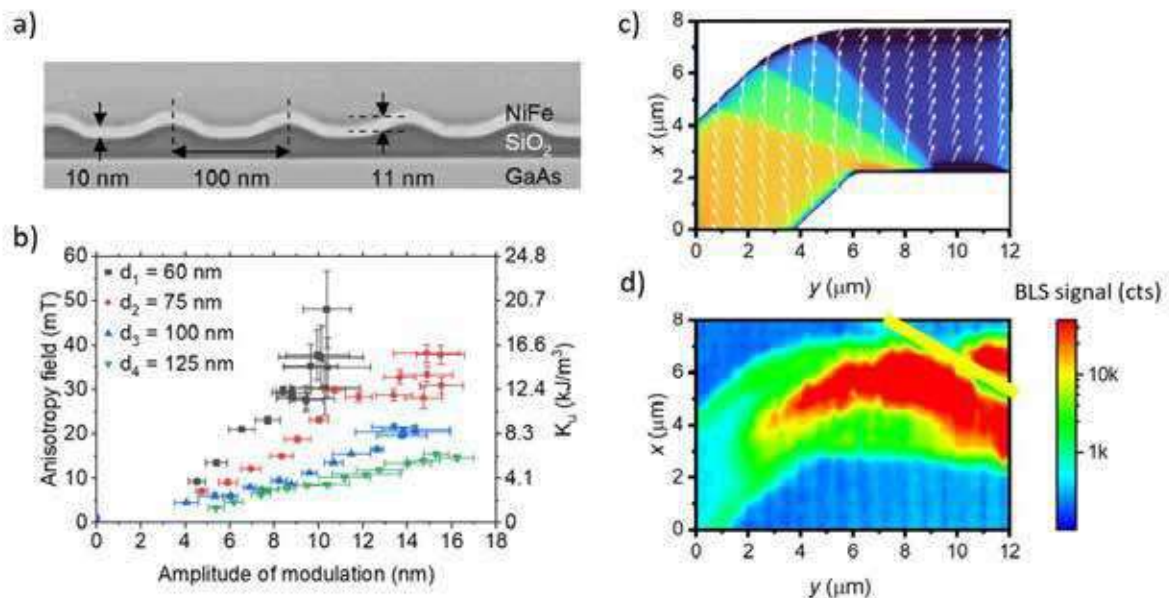 a)
NiFe
SiO₂
GaAs
10 nm
100 nm
11 nm
b)
60
50
40
30
20
10
0
Anisotropy field (mT)
d₁ = 60 nm
d₂ = 75 nm
d₃ = 100 nm
d₄ = 125 nm
24.8
20.7
16.6
12.4
8.3
4.1
0
Kᵤ (kJ/m³)
0 2 4 6 8 10 12 14 16 18
Amplitude of modulation (nm)
c)
8
6
4
2
0
x (μm)
0 2 4 6 8 10 12
y (μm)
d)
BLS signal (cts)
8
6
4
2
0
x (μm)
10k
1k
0 2 4 6 8 10 12
y (μm)